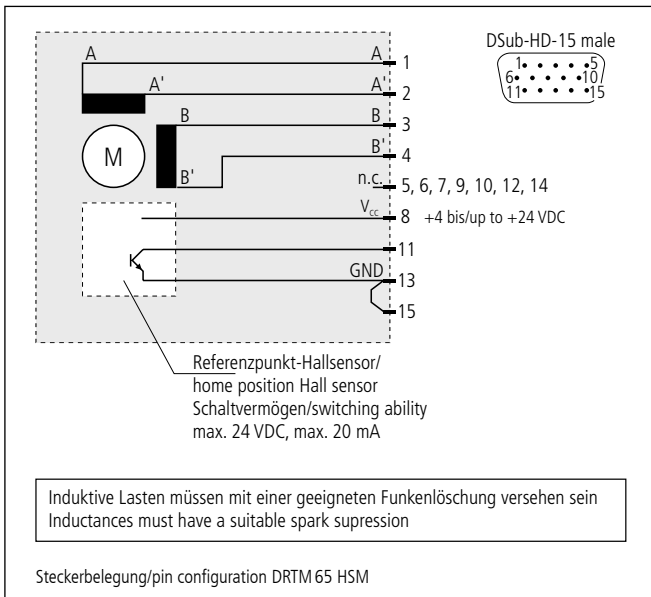 DSub-HD-15 male
1 5
6 10
11 15
A A 1
A' A' 2
B B 3
B' B' 4
M
n.c. 5, 6, 7, 9, 10, 12, 14
Vcc 8 +4 bis/up to +24 VDC
11
GND 13
15
Referenzpunkt-Hallsensor/
home position Hall sensor
Schaltvermögen/switching ability
max. 24 VDC, max. 20 mA
Induktive Lasten müssen mit einer geeigneten Funkenlöschung versehen sein
Inductances must have a suitable spark supression
Steckerbelegung/pin configuration DRTM 65 HSM